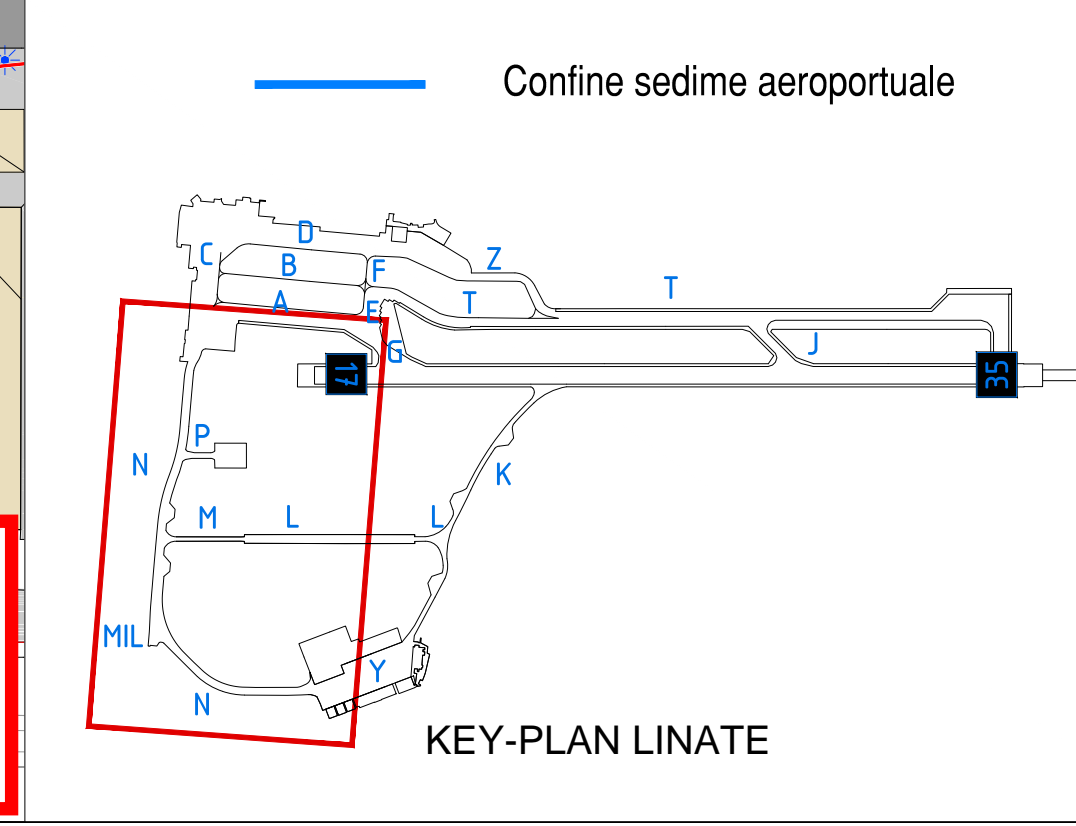 Confine sedime aeroportuale
D
C
Z
B
F
T
A
T
E
G
J
17
35
P
N
K
M
L
L
MIL
Y
N
KEY-PLAN LINATE